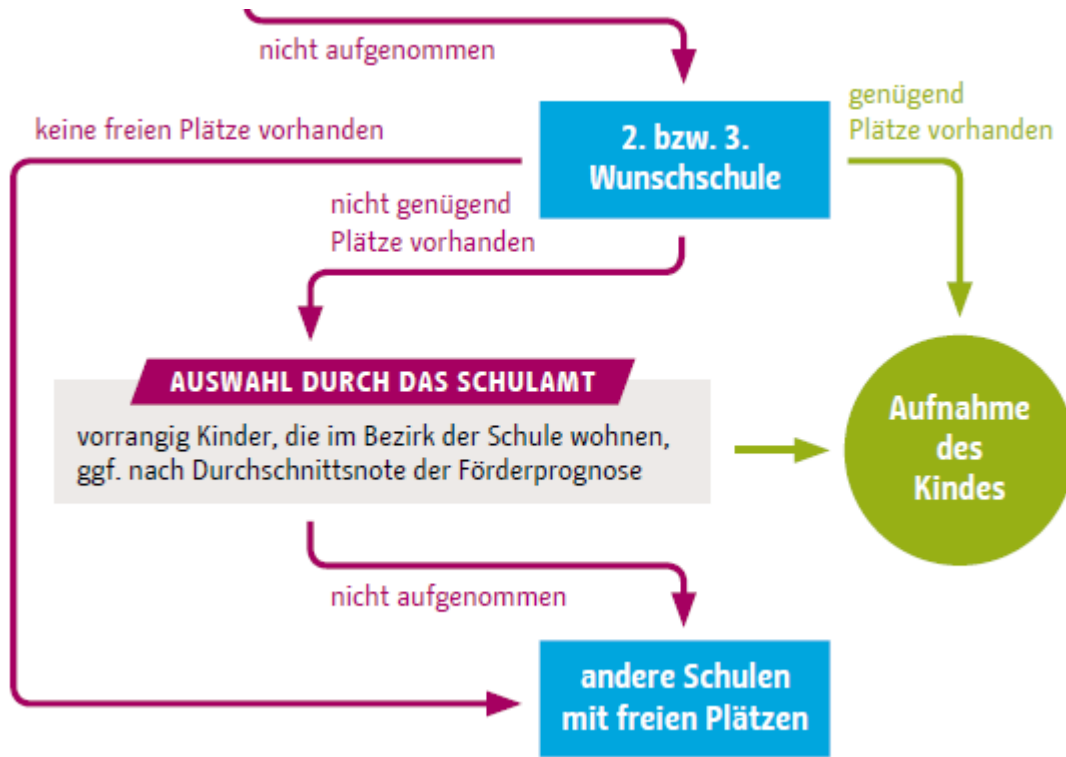 nicht aufgenommen
keine freien Plätze vorhanden
2. bzw. 3.
Wunschschule
genügend
Plätze vorhanden
nicht genügend
Plätze vorhanden
AUSWAHL DURCH DAS SCHULAMT
vorrangig Kinder, die im Bezirk der Schule wohnen,
ggf. nach Durchschnittsnote der Förderprognose
Aufnahme
des
Kindes
nicht aufgenommen
andere Schulen
mit freien Plätzen